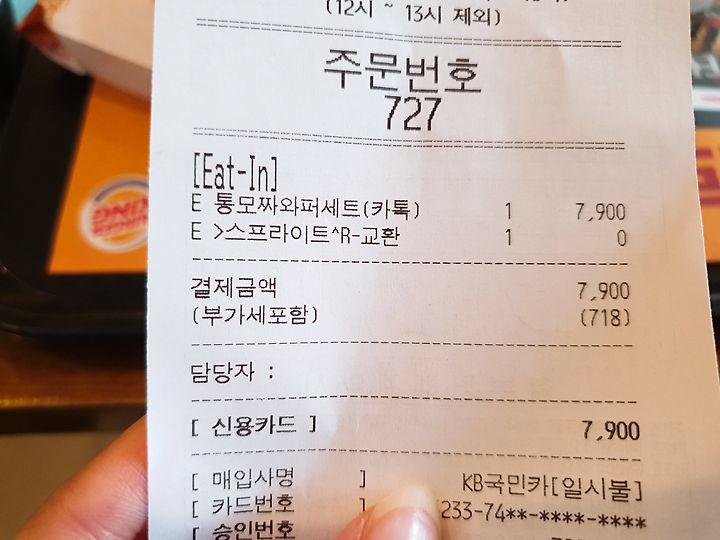 (12시 ~ 13시 제외)
주문번호
727
[Eat-In]
E 통모짜와퍼세트(카톡) 1 7,900
E >스프라이트^R-교환 1 0
결제금액 7,900
(부가세포함) (718)
담당자 :
[ 신용카드 ] 7,900
[ 매입사명 ] KB국민카[일시불]
[ 카드번호 ] 233-74**-****-****
[ 승인번호
KING